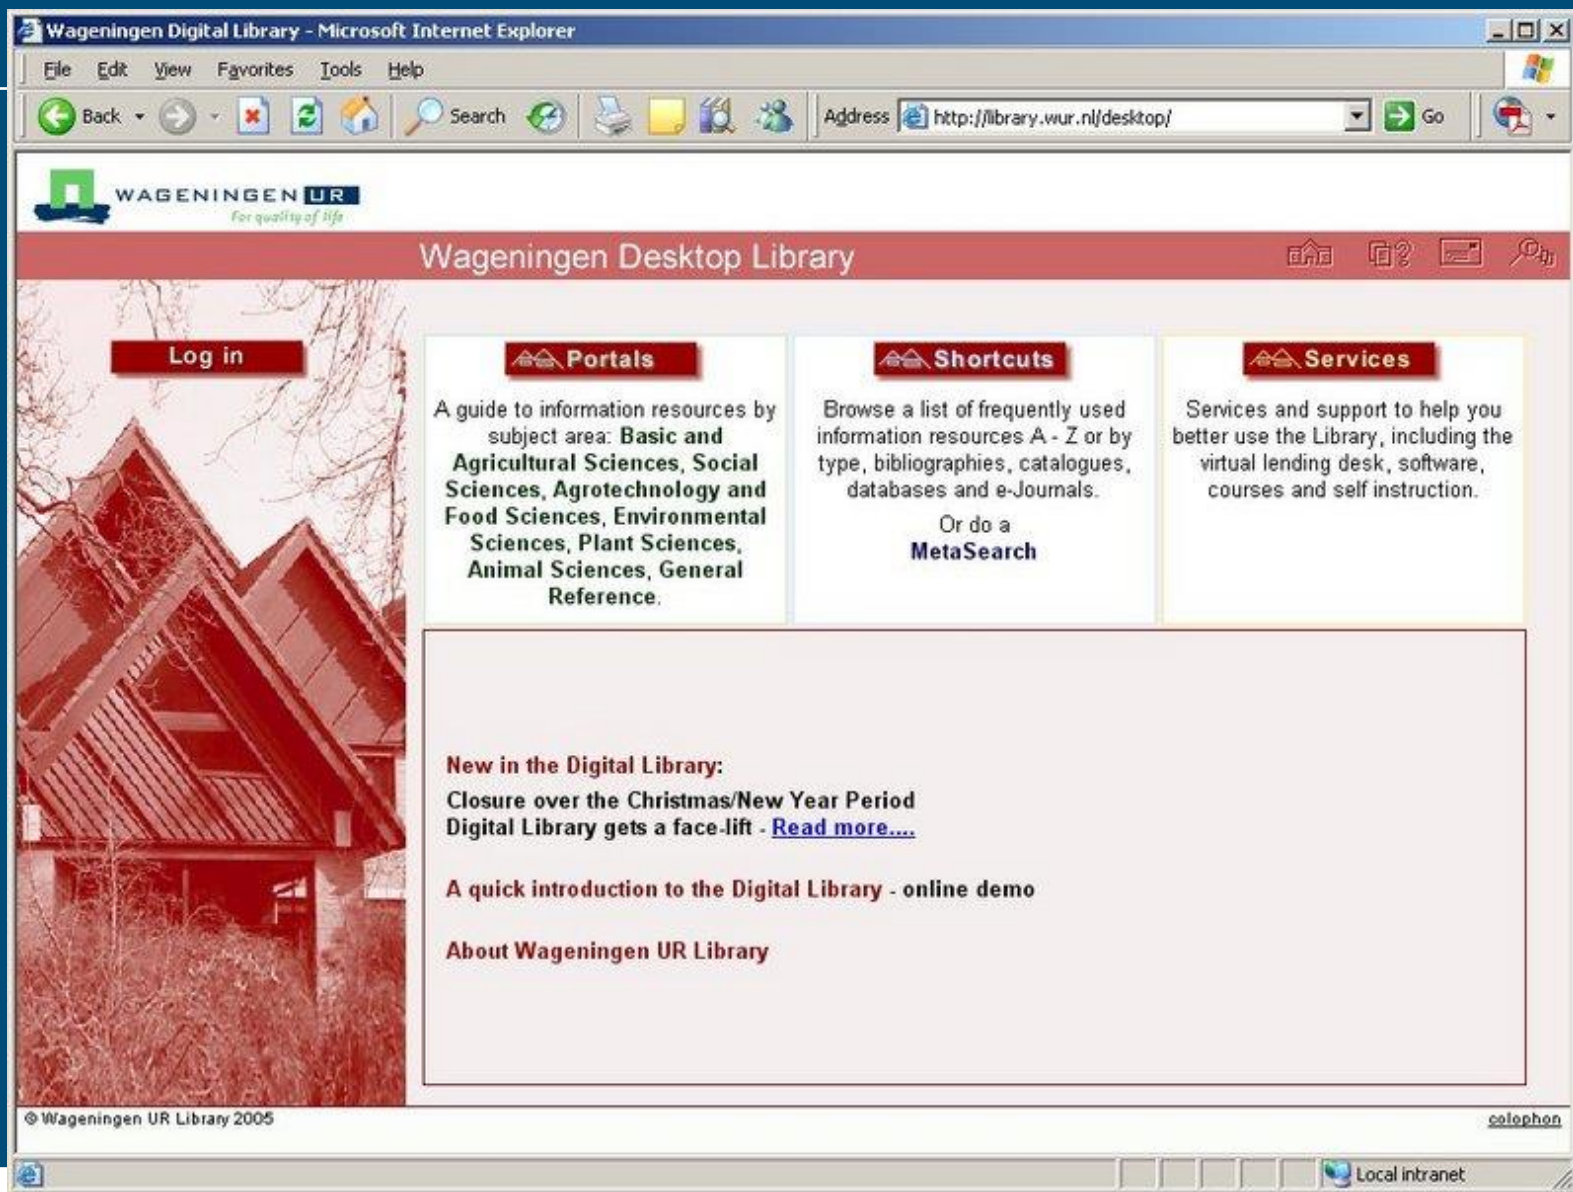 Wageningen Digital Library - Microsoft Internet Explorer
File Edit View Favorites Tools Help
Back Search Address http://library.wur.nl/desktop/ Go
WAGENINGEN UR
For quality of life
Wageningen Desktop Library
Log in
Portals
A guide to information resources by
subject area: Basic and
Agricultural Sciences, Social
Sciences, Agrotechnology and
Food Sciences, Environmental
Sciences, Plant Sciences,
Animal Sciences, General
Reference.
Shortcuts
Browse a list of frequently used
information resources A - Z or by
type, bibliographies, catalogues,
databases and e-Journals.
Or do a
MetaSearch
Services
Services and support to help you
better use the Library, including the
virtual lending desk, software,
courses and self instruction.
New in the Digital Library:
Closure over the Christmas/New Year Period
Digital Library gets a face-lift - Read more....
A quick introduction to the Digital Library - online demo
About Wageningen UR Library
© Wageningen UR Library 2005
colophon
Local intranet